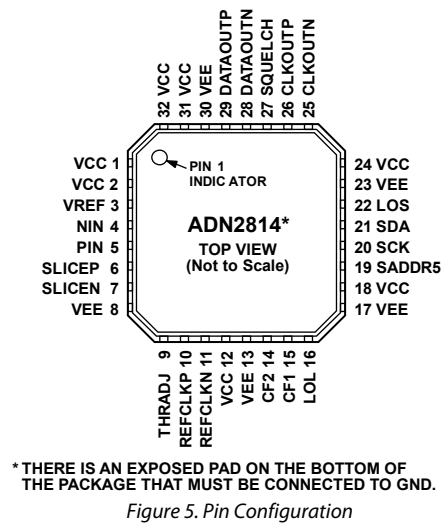 32 VCC
31 VCC
30 VEE
29 DATAOUTP
28 DATAOUTN
27 SQUELCH
26 CLKOUTP
25 CLKOUTN
VCC 1
VCC 2
VREF 3
NIN 4
PIN 5
SLICEP 6
SLICEN 7
VEE 8
PIN 1
INDIC ATOR
ADN2814*
TOP VIEW
(Not to Scale)
24 VCC
23 VEE
22 LOS
21 SDA
20 SCK
19 SADDR5
18 VCC
17 VEE
THRADJ 9
REFCLKP 10
REFCLKN 11
VCC 12
VEE 13
CF2 14
CF1 15
LOL 16
* THERE IS AN EXPOSED PAD ON THE BOTTOM OF
THE PACKAGE THAT MUST BE CONNECTED TO GND.
Figure 5. Pin Configuration